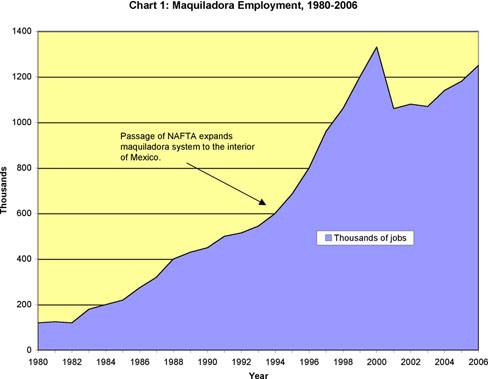 Chart 1: Maquiladora Employment, 1980-2006
1400
1200
1000
800
600
400
200
0
Thousands
Passage of NAFTA expands
maquiladora system to the interior
of Mexico.
Thousands of jobs
1980 1982 1984 1986 1988 1990 1992 1994 1996 1998 2000 2002 2004 2006
Year